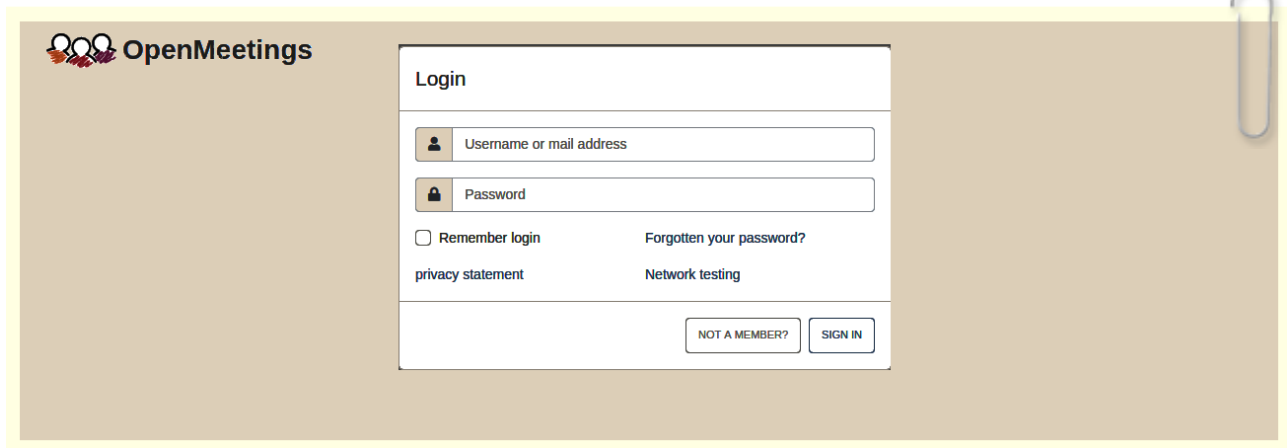 OpenMeetings
Login
Username or mail address
Password
Remember login Forgotten your password?
privacy statement Network testing
NOT A MEMBER? SIGN IN